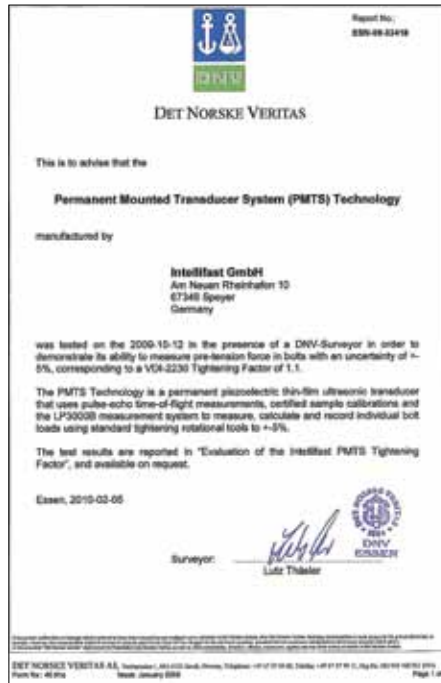 Report No.:
DET NORSKE VERITAS
This is to advise that the
Permanent Mounted Transducer System (PMTS) Technology
manufactured by
Intellifast GmbH
Am Neuen Rheinhafen 10
67346 Speyer
Germany
was tested on the 2009-10-12 in the presence of a DNV-Surveyor in order to
demonstrate its ability to measure pre-tension force in bolts with an uncertainty of +-
5%, corresponding to a VDI-2230 Tightening Factor of 1.1.
The PMTS Technology is a permanent piezoelectric thin-film ultrasonic transducer
that uses pulse-echo time-of-flight measurements, certified sample calibrations and
the LP3000B measurement system to measure, calculate and record individual bolt
loads using standard tightening rotational tools to +-5%.
The test results are reported in "Evaluation of the Intellifast PMTS Tightening
Factor", and available on request.
Essen, 2010-02-05
DNV
ESSEN
Surveyor:
Lutz Thäsler
DET NORSKE VERITAS AS,
Issue: January 2009
Page 1 of